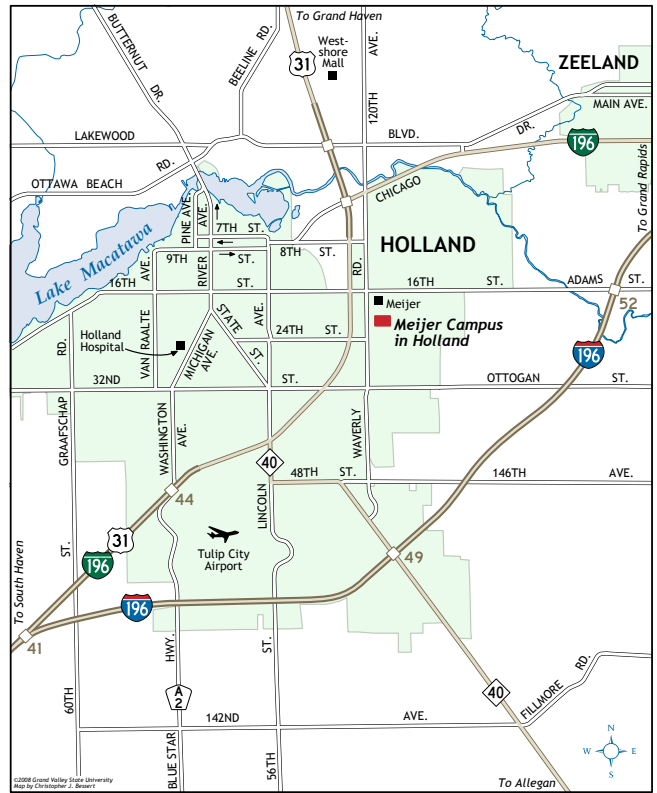 To Grand Haven
BUTTERNUT
DR.
BEELINE RD.
31
West-
shore
Mall
120TH
AVE.
ZEELAND
MAIN AVE.
LAKEWOOD
BLVD.
DR.
196
OTTAWA BEACH
RD.
CHICAGO
To Grand Rapids
Lake Macatawa
PINE AVE.
RIVER
AVE.
7TH ST.
8TH ST.
9TH
ST.
HOLLAND
RD.
16TH
AVE.
16TH
ST.
ADAMS
ST.
52
Meijer
Meijer Campus
in Holland
STATE
ST.
AVE.
24TH ST.
Holland
Hospital
VAN RAALTE
MICHIGAN
AVE.
196
RD.
32ND
ST.
OTTOGAN
ST.
GRAAFSCHAP
WASHINGTON
AVE.
WAVERLY
40
48TH ST.
146TH
AVE.
LINCOLN
44
31
196
Tulip City
Airport
49
ST.
To South Haven
196
41
HWY.
ST.
60TH
A
2
40
FILLMORE
RD.
142ND
AVE.
BLUE STAR
56TH
N
W
E
S
To Allegan
©2008 Grand Valley State University
Map by Christopher J. Bessert